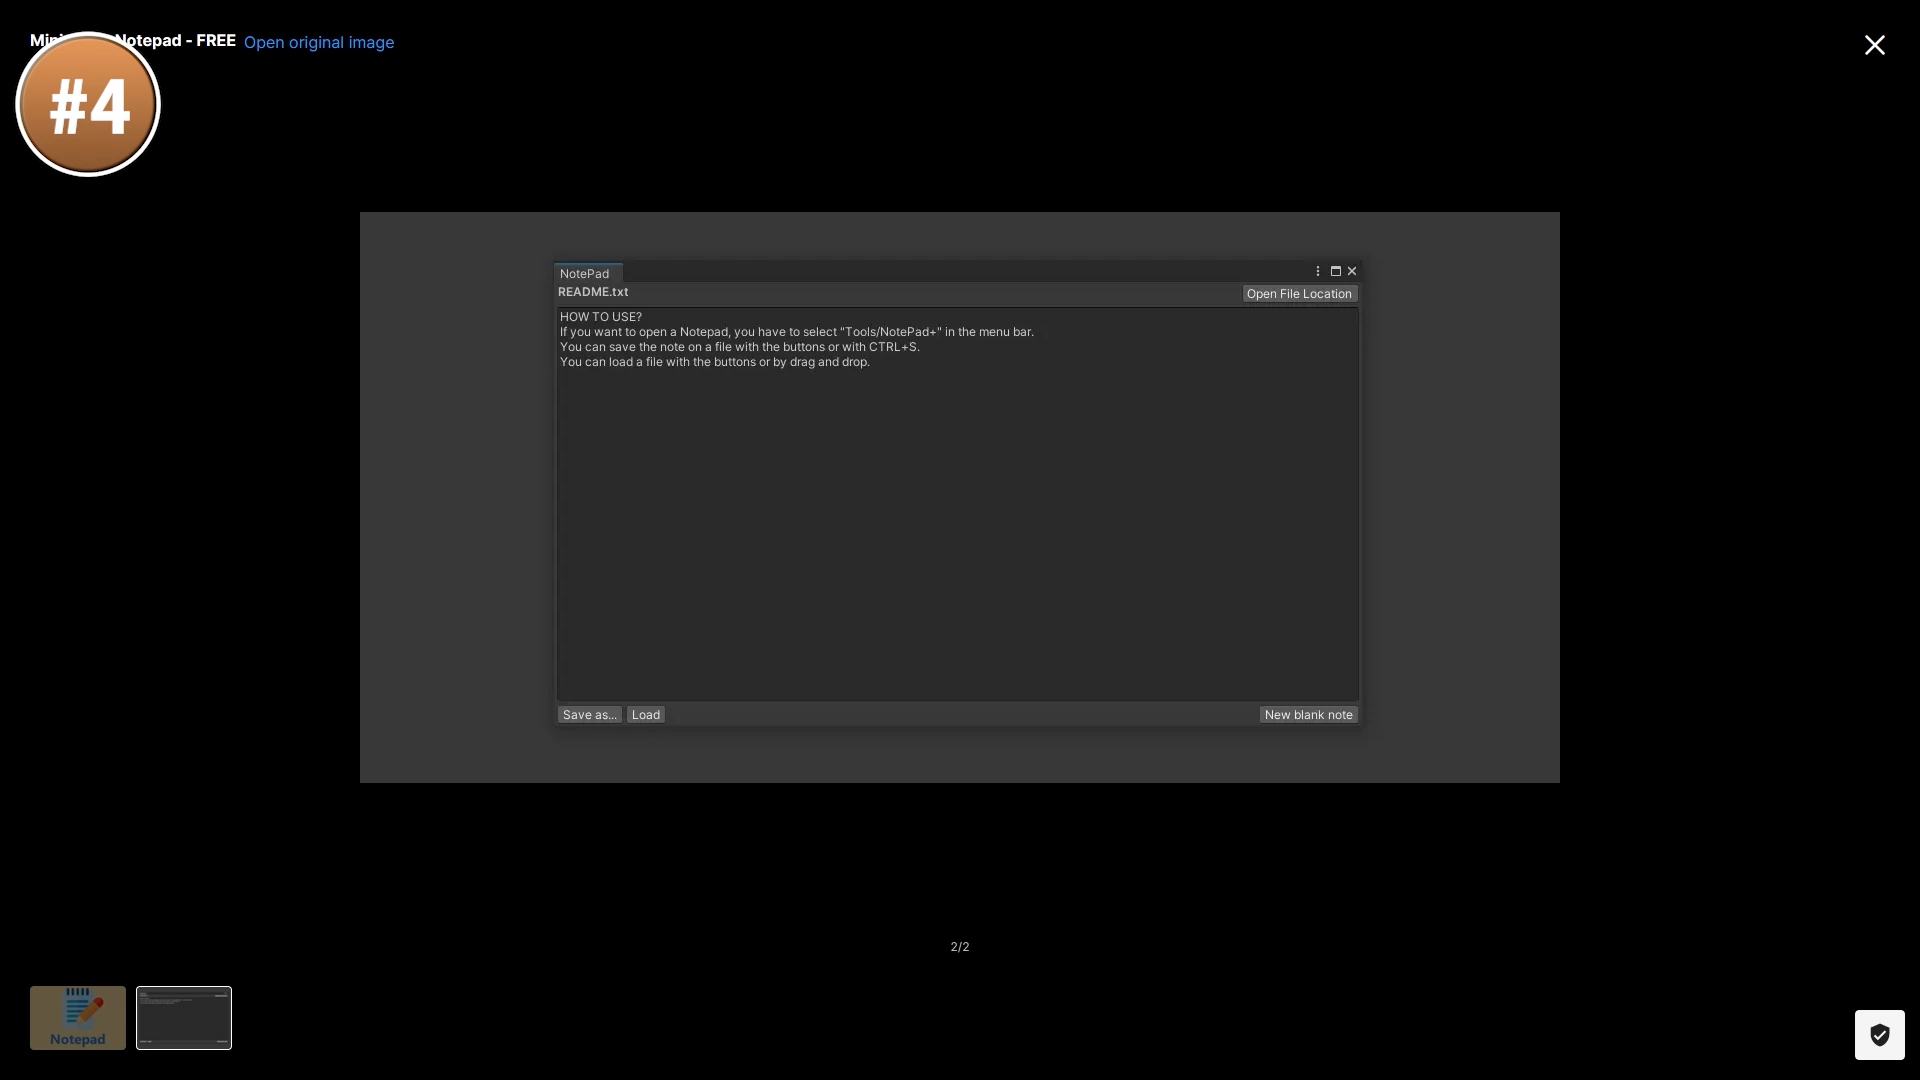 Notepad - FREE Open original image
#4
NotePad
README.txt
Open File Location
HOW TO USE?
If you want to open a Notepad, you have to select "Tools/NotePad+" in the menu bar.
You can save the note on a file with the buttons or with CTRL+S.
You can load a file with the buttons or by drag and drop.
Save as... Load
New blank note
2/2
Notepad